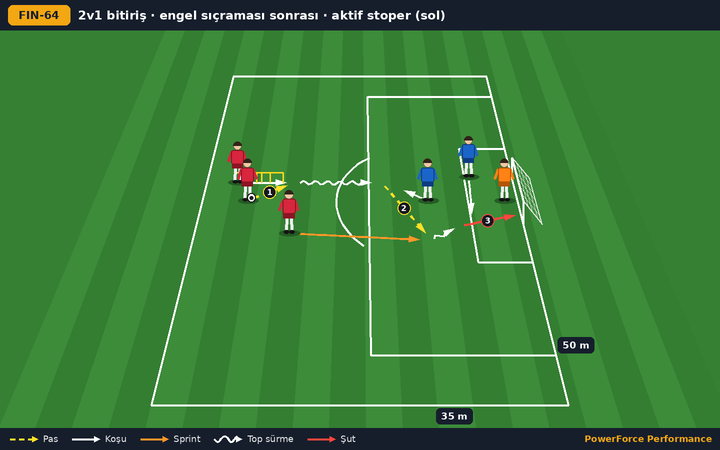 FIN-64
2v1 bitiriş · engel sıçraması sonrası · aktif stoper (sol)
1
2
3
50 m
35 m
Pas
Koşu
Sprint
Top sürme
Şut
PowerForce Performance